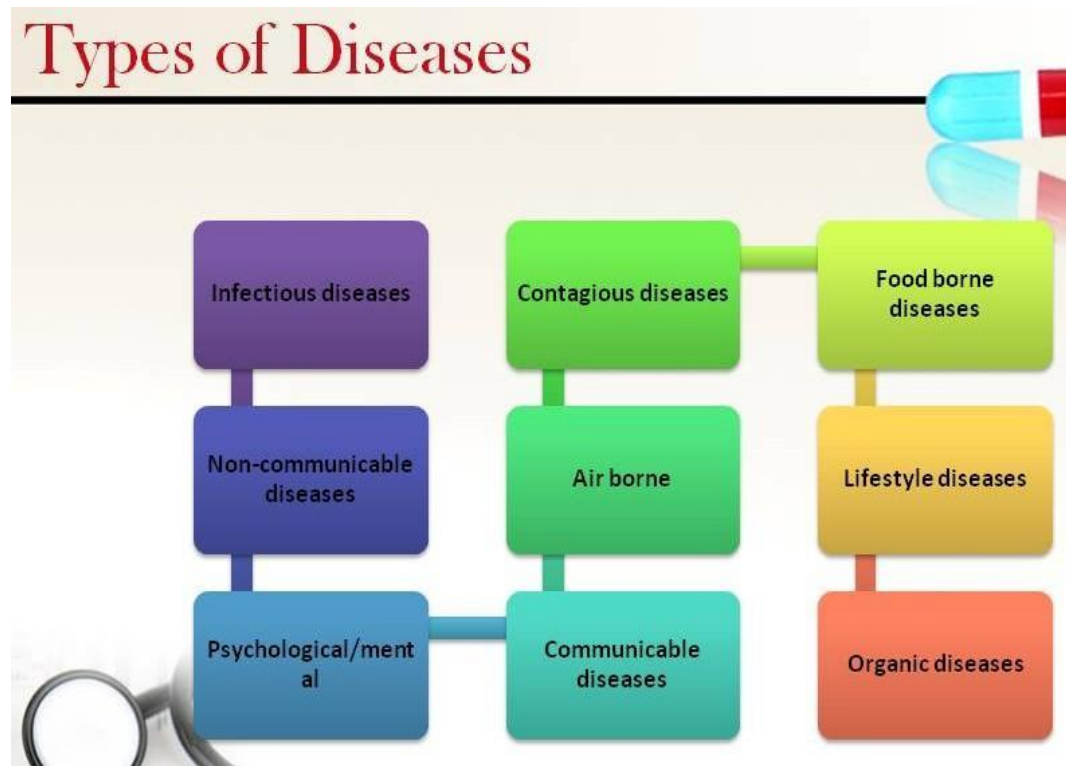 Types of Diseases
Infectious diseases
Non-communicable
diseases
Psychological/ment
al
Communicable
diseases
Air borne
Contagious diseases
Food borne
diseases
Lifestyle diseases
Organic diseases